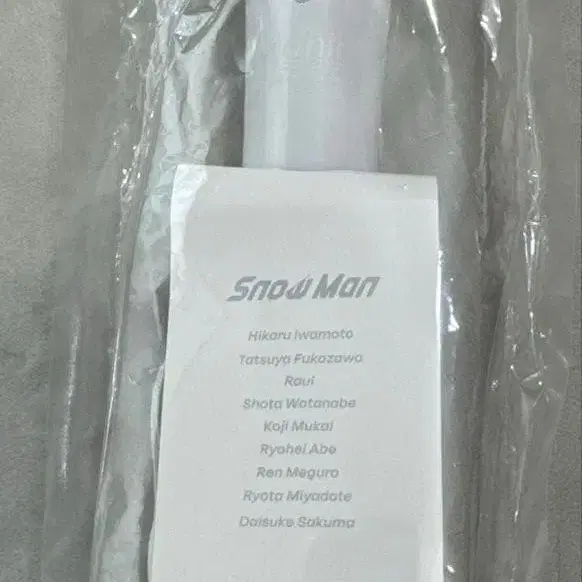 Snow Man
Hikaru Iwamoto
Tatsuya Fukazawa
Raul
Shota Watanabe
Koji Mukai
Ryohei Abe
Ren Meguro
Ryota Miyadate
Daisuke Sakuma